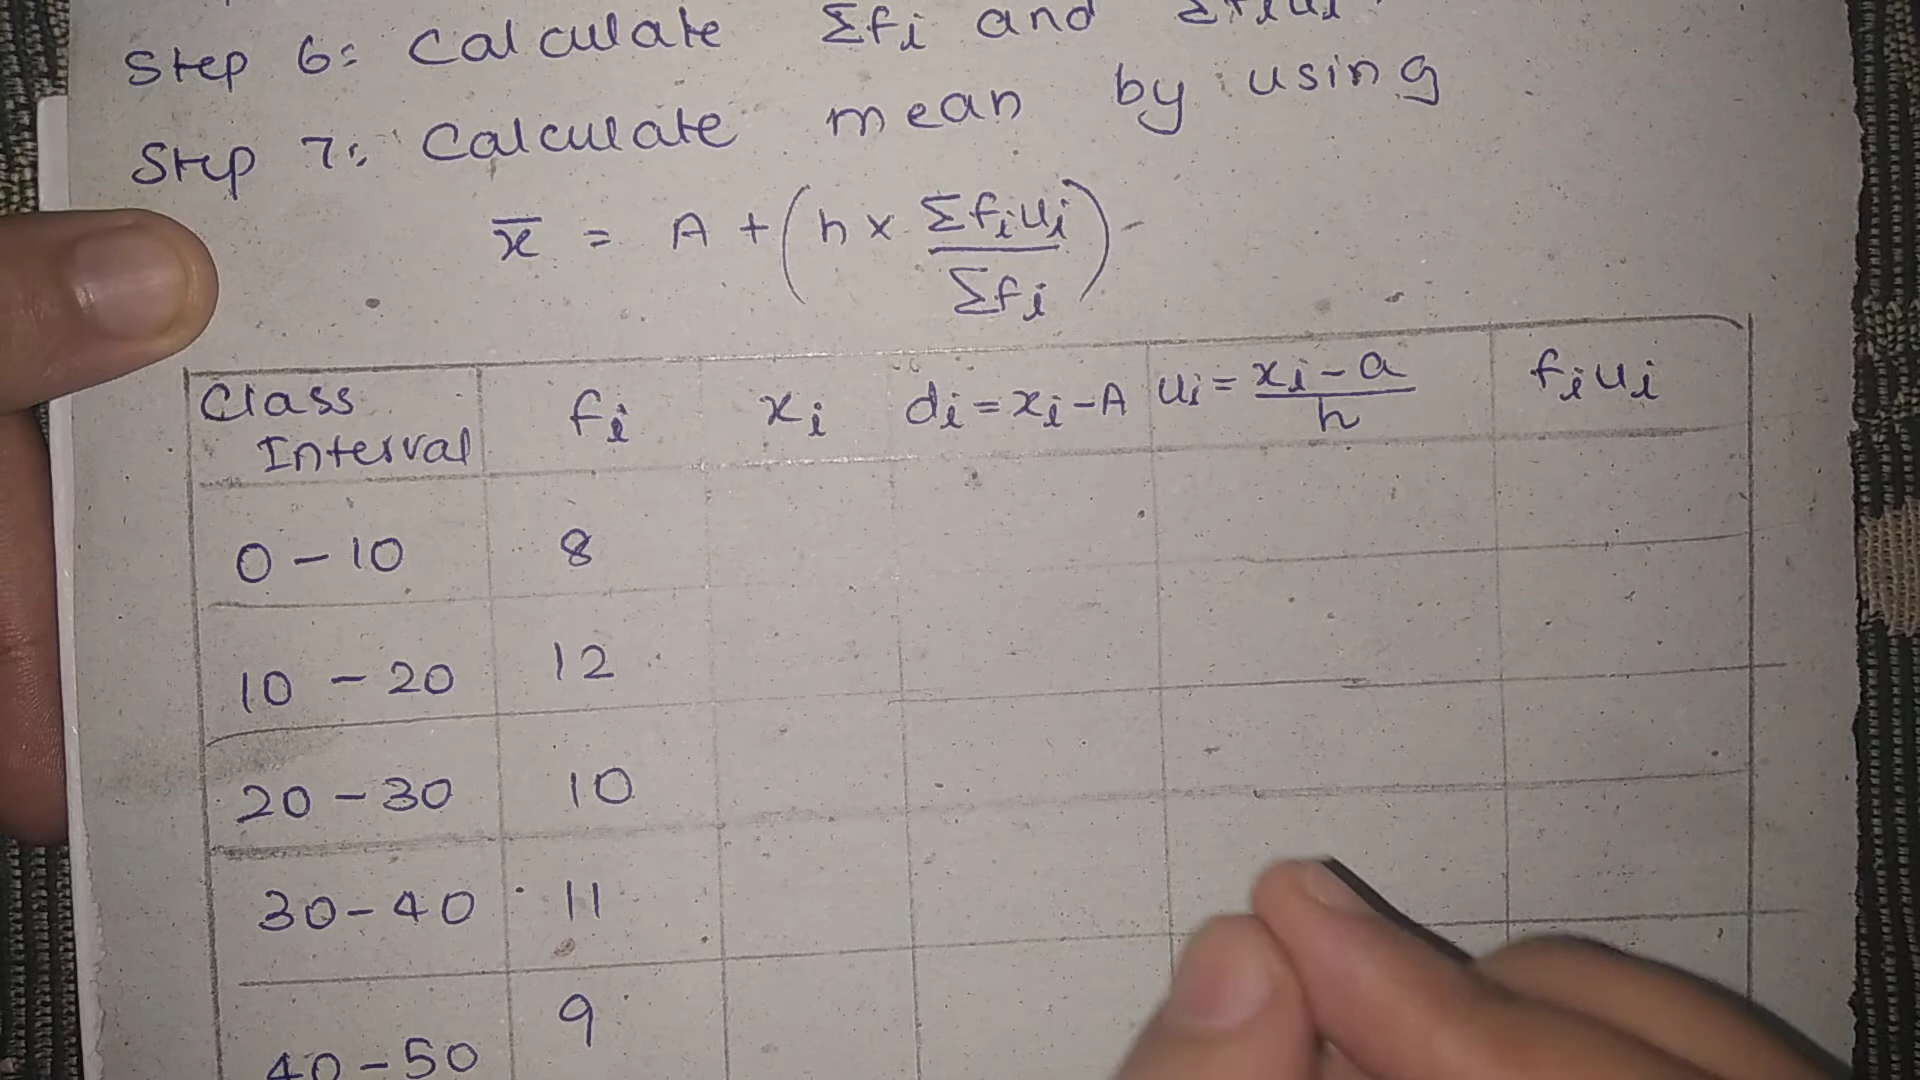 Step 6: Calculate Σfi and Σfiui
Step 7: Calculate mean by using
x̄ = A + (h × Σfiui / Σfi)
Class Interval fi xi di = xi - A ui = xi - a / h fiui
0 - 10 8
10 - 20 12
20 - 30 10
30 - 40 11
40 - 50 9